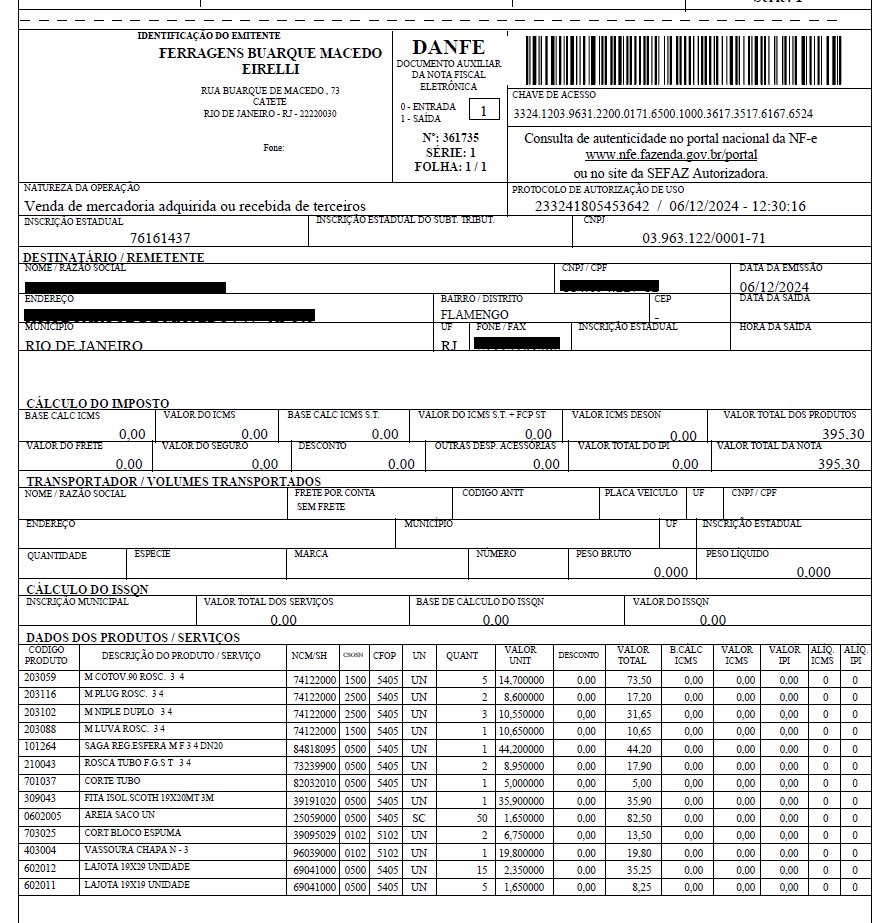 IDENTIFICAÇÃO DO EMITENTE
FERRAGENS BUARQUE MACEDO
EIRELLI
RUA BUARQUE DE MACEDO , 73
CATETE
RIO DE JANEIRO - RJ - 22220030
Fone:
DANFE
DOCUMENTO AUXILIAR
DA NOTA FISCAL
ELETRÔNICA
0 - ENTRADA
1 - SAÍDA
1
Nº: 361735
SÉRIE: 1
FOLHA: 1 / 1
CHAVE DE ACESSO
3324.1203.9631.2200.0171.6500.1000.3617.3517.6167.6524
Consulta de autenticidade no portal nacional da NF-e
www.nfe.fazenda.gov.br/portal
ou no site da SEFAZ Autorizadora.
NATUREZA DA OPERAÇÃO
Venda de mercadoria adquirida ou recebida de terceiros
PROTOCOLO DE AUTORIZAÇÃO DE USO
233241805453642 / 06/12/2024 - 12:30:16
INSCRIÇÃO ESTADUAL
76161437
INSCRIÇÃO ESTADUAL DO SUBT. TRIBUT.
CNPJ
03.963.122/0001-71
DESTINATÁRIO / REMETENTE
NOME / RAZÃO SOCIAL
CNPJ / CPF
DATA DA EMISSÃO
06/12/2024
ENDEREÇO
BAIRRO / DISTRITO
FLAMENGO
CEP
-
DATA DA SAÍDA
MUNICÍPIO
RIO DE JANEIRO
UF
RJ
FONE / FAX
INSCRIÇÃO ESTADUAL
HORA DA SAÍDA
CÁLCULO DO IMPOSTO
BASE CALC ICMS VALOR DO ICMS BASE CALC ICMS S.T. VALOR DO ICMS S.T. + FCP ST VALOR ICMS DESON VALOR TOTAL DOS PRODUTOS
0,00 0,00 0,00 0,00 0,00 395,30
VALOR DO FRETE VALOR DO SEGURO DESCONTO OUTRAS DESP. ACESSÓRIAS VALOR TOTAL DO IPI VALOR TOTAL DA NOTA
0,00 0,00 0,00 0,00 0,00 395,30
TRANSPORTADOR / VOLUMES TRANSPORTADOS
NOME / RAZÃO SOCIAL FRETE POR CONTA CODIGO ANTT PLACA VEICULO UF CNPJ / CPF
SEM FRETE
ENDEREÇO MUNICÍPIO UF INSCRIÇÃO ESTADUAL
QUANTIDADE ESPÉCIE MARCA NÚMERO PESO BRUTO PESO LÍQUIDO
0,000 0,000
CÁLCULO DO ISSQN
INSCRIÇÃO MUNICIPAL VALOR TOTAL DOS SERVIÇOS BASE DE CALCULO DO ISSQN VALOR DO ISSQN
0,00 0,00 0,00
DADOS DOS PRODUTOS / SERVIÇOS
CODIGO PRODUTO DESCRIÇÃO DO PRODUTO / SERVIÇO NCM/SH CSOSN CFOP UN QUANT VALOR UNIT DESCONTO VALOR TOTAL B.CÁLC ICMS VALOR ICMS VALOR IPI ALÍQ. ICMS ALÍQ. IPI
203059 M COTOV.90 ROSC. 3 4 74122000 1500 5405 UN 5 14,700000 0,00 73,50 0,00 0,00 0,00 0 0
203116 M PLUG ROSC. 3 4 74122000 2500 5405 UN 2 8,600000 0,00 17,20 0,00 0,00 0,00 0 0
203102 M NIPLE DUPLO 3 4 74122000 2500 5405 UN 3 10,550000 0,00 31,65 0,00 0,00 0,00 0 0
203088 M LUVA ROSC. 3 4 74122000 1500 5405 UN 1 10,650000 0,00 10,65 0,00 0,00 0,00 0 0
101264 SAGA REG.ESFERA M F 3 4 DN20 84818095 0500 5405 UN 1 44,200000 0,00 44,20 0,00 0,00 0,00 0 0
210043 ROSCA TUBO F.G.S T 3 4 73239900 0500 5405 UN 2 8,950000 0,00 17,90 0,00 0,00 0,00 0 0
701037 CORTE TUBO 82032010 0500 5405 UN 1 5,000000 0,00 5,00 0,00 0,00 0,00 0 0
309043 FITA ISOL.SCOTH 19X20MT 3M 39191020 0500 5405 UN 1 35,900000 0,00 35,90 0,00 0,00 0,00 0 0
0602005 AREIA SACO UN 25059000 0500 5405 SC 50 1,650000 0,00 82,50 0,00 0,00 0,00 0 0
703025 CORT BLOCO ESPUMA 39095029 0102 5102 UN 2 6,750000 0,00 13,50 0,00 0,00 0,00 0 0
403004 VASSOURA CHAPA N - 3 96039000 0102 5102 UN 1 19,800000 0,00 19,80 0,00 0,00 0,00 0 0
602012 LAJOTA 19X29 UNIDADE 69041000 0500 5405 UN 15 2,350000 0,00 35,25 0,00 0,00 0,00 0 0
602011 LAJOTA 19X19 UNIDADE 69041000 0500 5405 UN 5 1,650000 0,00 8,25 0,00 0,00 0,00 0 0